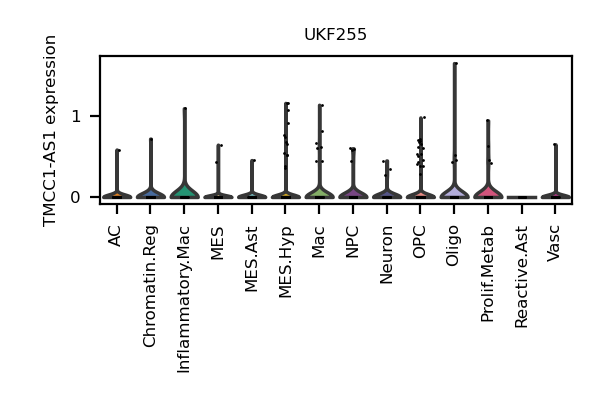 UKF255
TMCC1-AS1 expression
1
0
AC
Chromatin.Reg
Inflammatory.Mac
MES
MES.Ast
MES.Hyp
Mac
NPC
Neuron
OPC
Oligo
Prolif.Metab
Reactive.Ast
Vasc